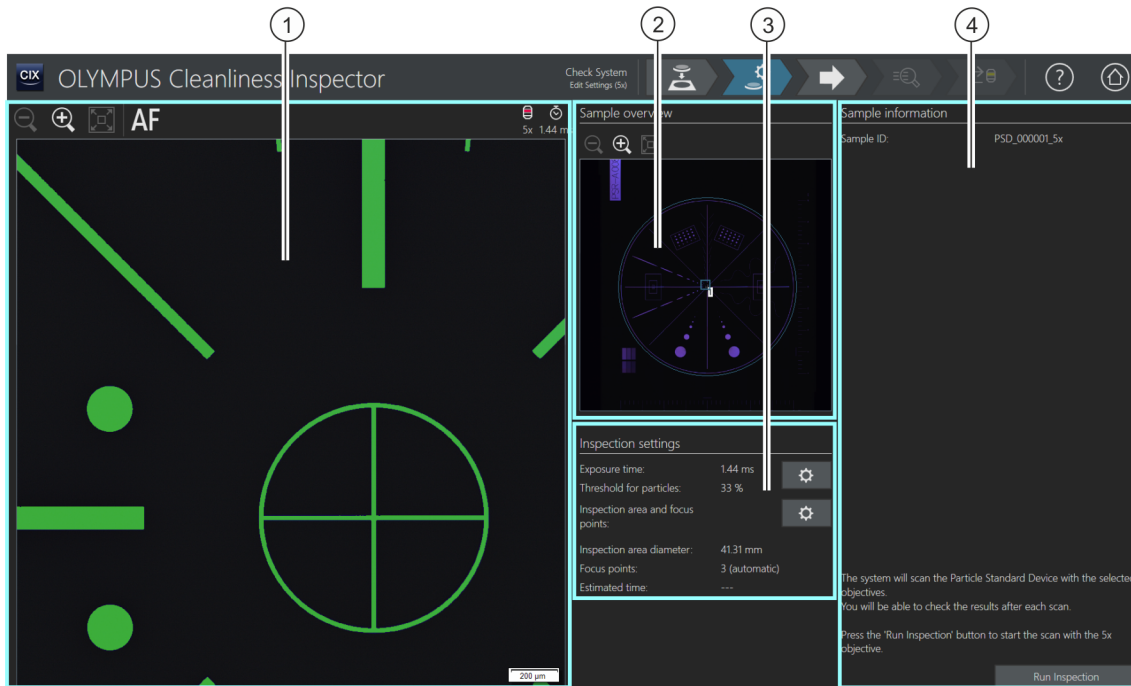 1
2
3
4
CIX
OLYMPUS Cleanliness Inspector
Check System
Edit Settings (5x)
?
AF
5x 1.44 ms
200 µm
Sample overview
1
Inspection settings
Exposure time: 1.44 ms
Threshold for particles: 33 %
Inspection area and focus
points:
Inspection area diameter: 41.31 mm
Focus points: 3 (automatic)
Estimated time: ---
Sample information
Sample ID: PSD_000001_5x
The system will scan the Particle Standard Device with the selected
objectives.
You will be able to check the results after each scan.
Press the 'Run Inspection' button to start the scan with the 5x
objective.
Run Inspection